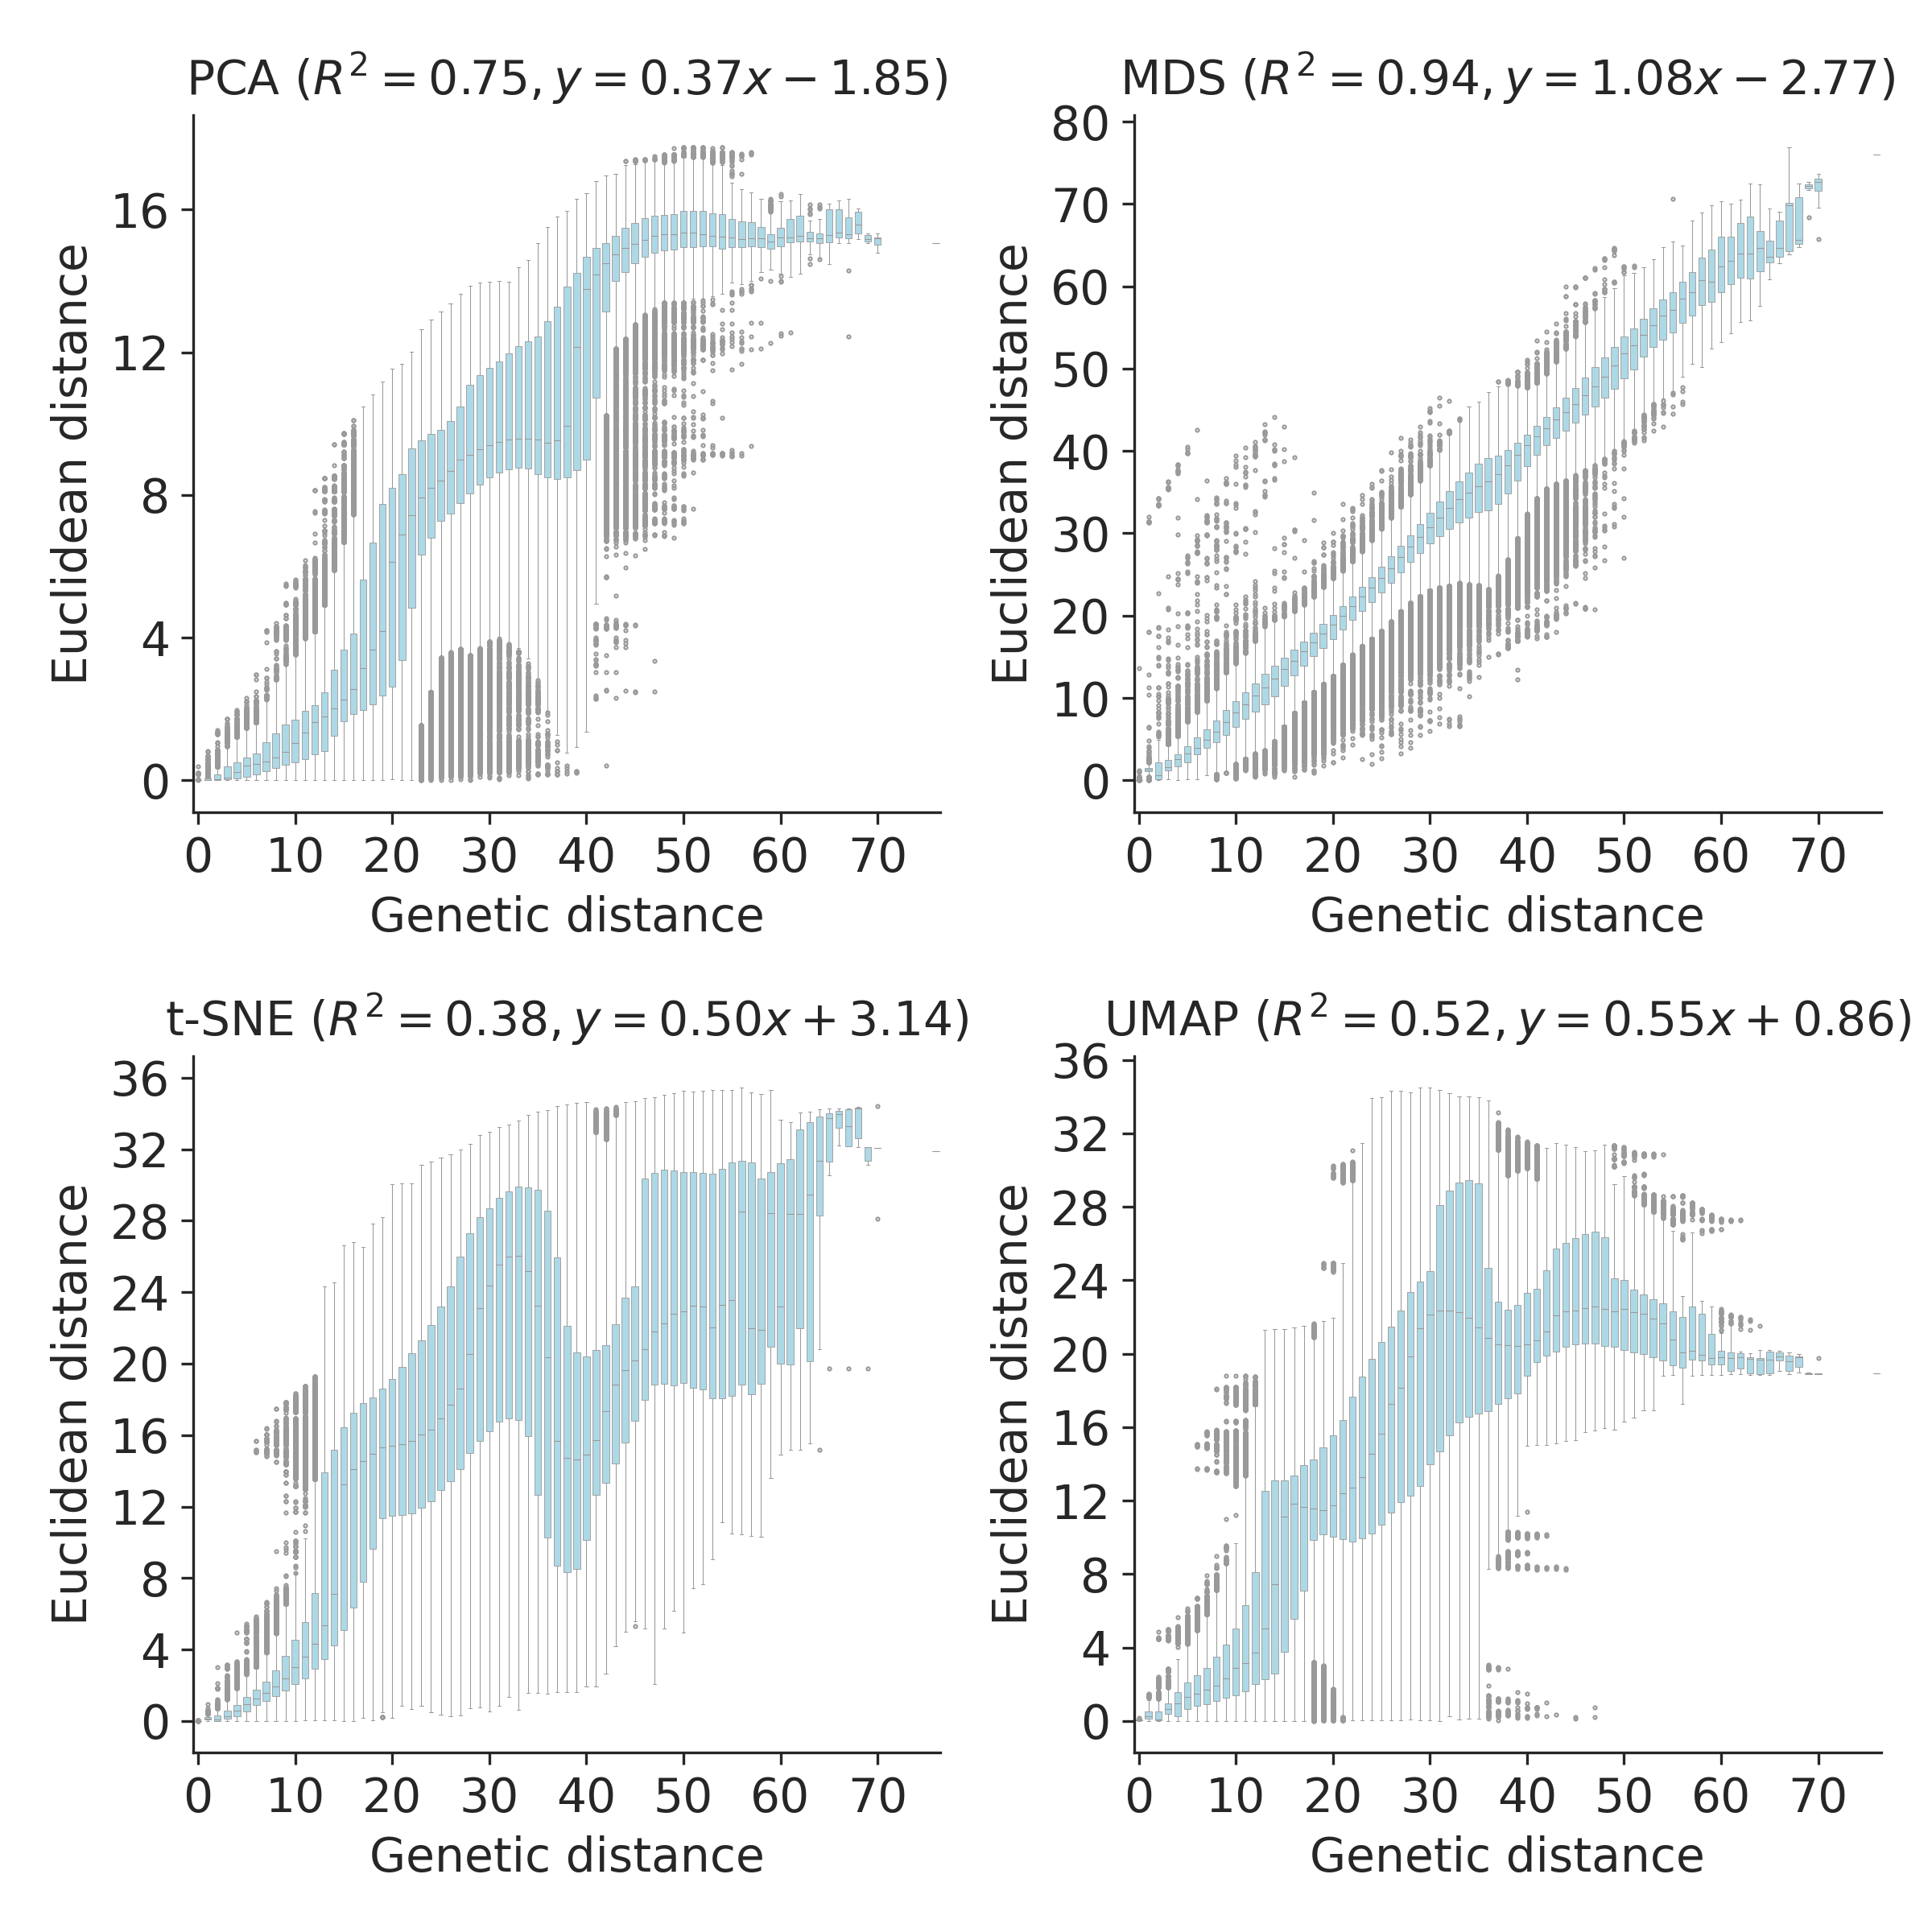 PCA (R² = 0.75, y = 0.37x − 1.85)
16
12
8
4
0
Euclidean distance
0 10 20 30 40 50 60 70
Genetic distance
MDS (R² = 0.94, y = 1.08x − 2.77)
80
70
60
50
40
30
20
10
0
Euclidean distance
0 10 20 30 40 50 60 70
Genetic distance
t-SNE (R² = 0.38, y = 0.50x + 3.14)
36
32
28
24
20
16
12
8
4
0
Euclidean distance
0 10 20 30 40 50 60 70
Genetic distance
UMAP (R² = 0.52, y = 0.55x + 0.86)
36
32
28
24
20
16
12
8
4
0
Euclidean distance
0 10 20 30 40 50 60 70
Genetic distance